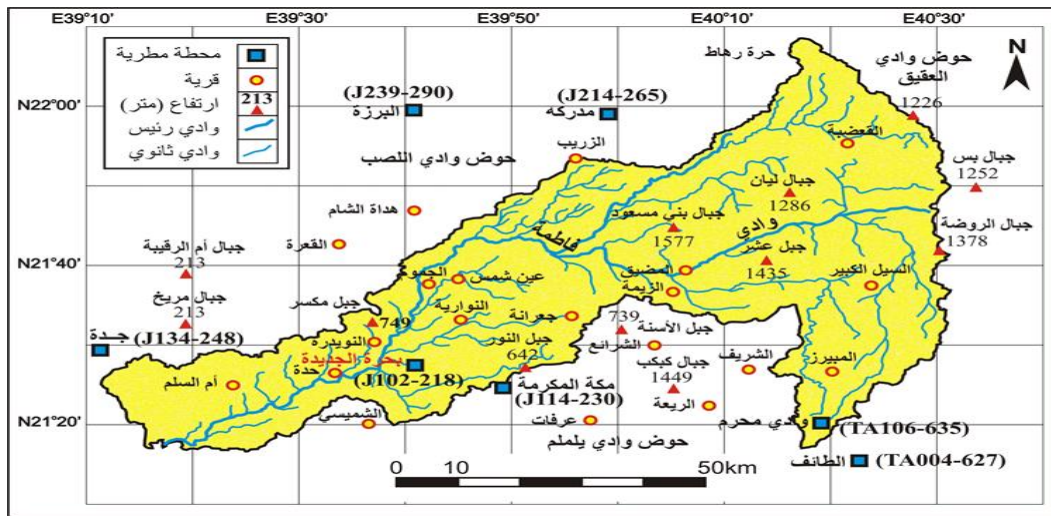 E39°10' E39°30 E39°50 E40°10' E40°30
N22°00'
N21°40
N21°20
محطة مطرية
قرية
213 ارتفاع (متر)
وادي رئيس
وادي ثانوي
N
حرة رهاط
حوض وادي
العقيق
1226
(J239-290)
البرزة
(J214-265)
مدركه
الزريب
القعضبة
حوض وادي اللصب
جبال بس
1252
جبال ليان
1286
هداة الشام
جبال بني مسعود
1577
وادي
فاطمة
جبال الروضة
1378
القعرة
جبال أم الرقيبة
213
جبل عشر
1435
المضيق
السيل الكبير
الجموم
عين شمس
الزيمة
جبال مريخ
213
جبل مكسر
749
النوارية
جعرانة
739
جبل الأسنة
جدة
(J134-248)
النويدرة
جبل النور
642
الشرائع
بحرة الجديدة
حدة
(J102-218)
جبال كبكب
1449
الشريف
المبيرز
أم السلم
مكة المكرمة
(J114-230)
الريعة
الشميسي
عرفات
وادي محرم
(TA106-635)
حوض وادي يلملم
الطائف
(TA004-627)
0 10 50km